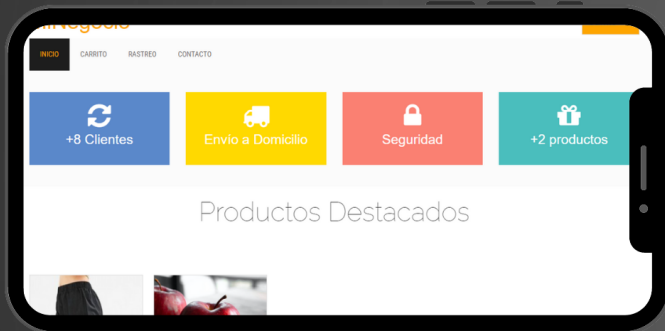 INICIO CARRITO RASTREO CONTACTO
+8 Clientes Envío a Domicilio Seguridad +2 productos
Productos Destacados